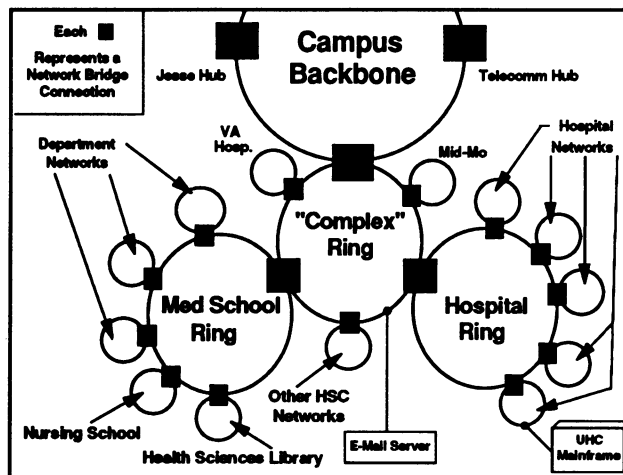 Each
Represents a
Network Bridge
Connection
Campus
Backbone
Jesse Hub
Telecomm Hub
VA
Hosp.
Mid-Mo
Department
Networks
Hospital
Networks
"Complex"
Ring
Med School
Ring
Hospital
Ring
Other HSC
Networks
Nursing School
Health Sciences Library
E-Mail Server
UHC
Mainframe